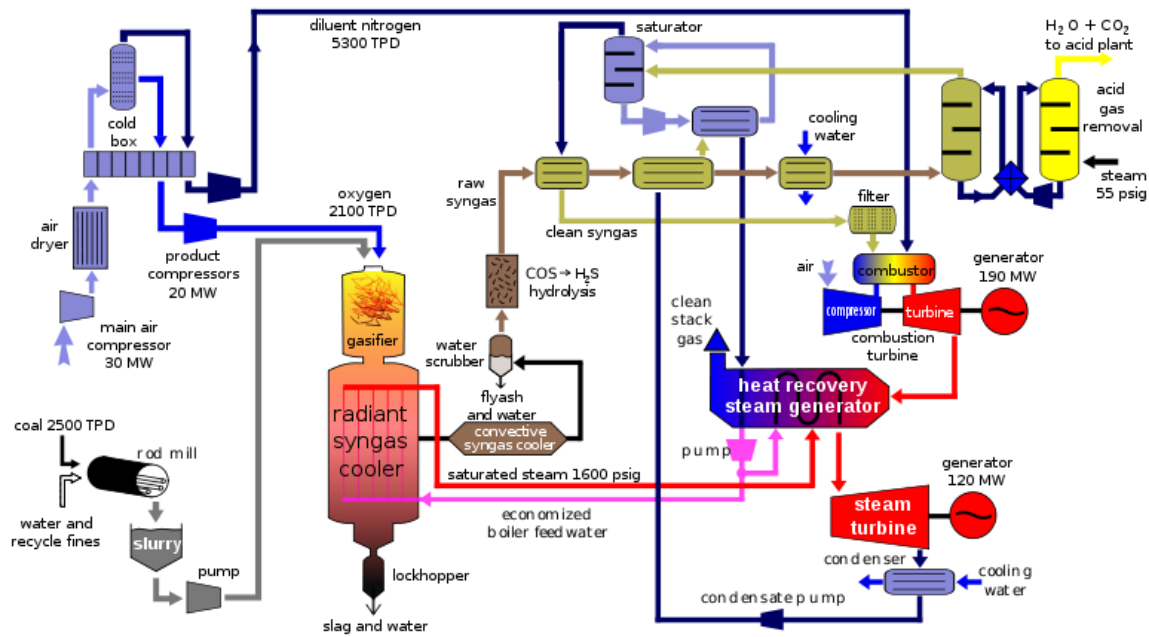 diluent nitrogen
5300 TPD
saturator
H₂O + CO₂
to acid plant
cold
box
cooling
water
acid
gas
removal
steam
55 psig
oxygen
2100 TPD
raw
syngas
filter
air
dryer
clean syngas
product
compressors
20 MW
COS → H₂S
hydrolysis
air
combustor
generator
190 MW
gasifier
clean
stack
gas
compressor
turbine
combustion
turbine
main air
compressor
30 MW
water
scrubber
heat recovery
steam generator
flyash
and water
radiant
syngas
cooler
convective
syngas cooler
coal 2500 TPD
rod mill
pump
saturated steam 1600 psig
generator
120 MW
economized
boiler feed water
steam
turbine
water and
recycle fines
slurry
pump
lockhopper
condenser
cooling
water
condensate pump
slag and water